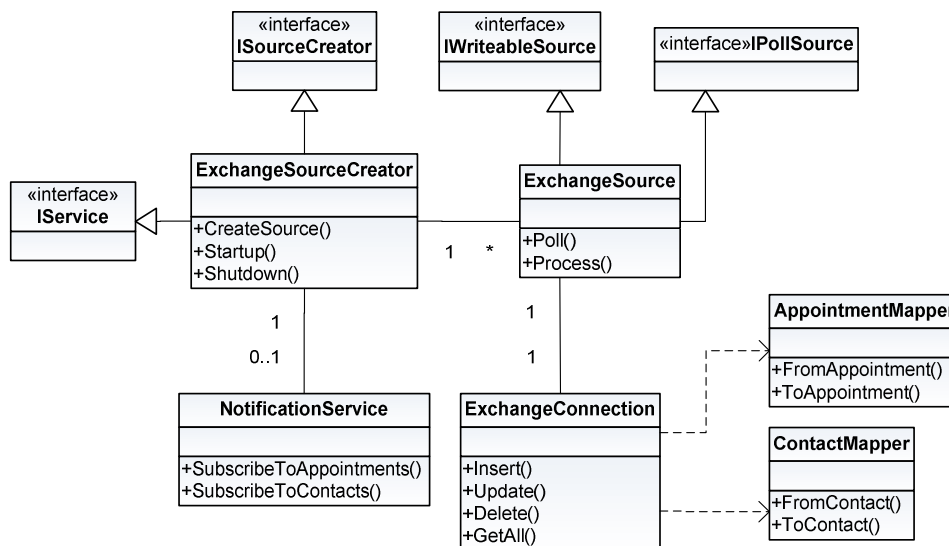 «interface»
ISourceCreator
«interface»
IWriteableSource
«interface»IPollSource
«interface»
IService
ExchangeSourceCreator
+CreateSource()
+Startup()
+Shutdown()
ExchangeSource
+Poll()
+Process()
1 *
1
0..1
1
1
NotificationService
+SubscribeToAppointments()
+SubscribeToContacts()
ExchangeConnection
+Insert()
+Update()
+Delete()
+GetAll()
AppointmentMapper
+FromAppointment()
+ToAppointment()
ContactMapper
+FromContact()
+ToContact()